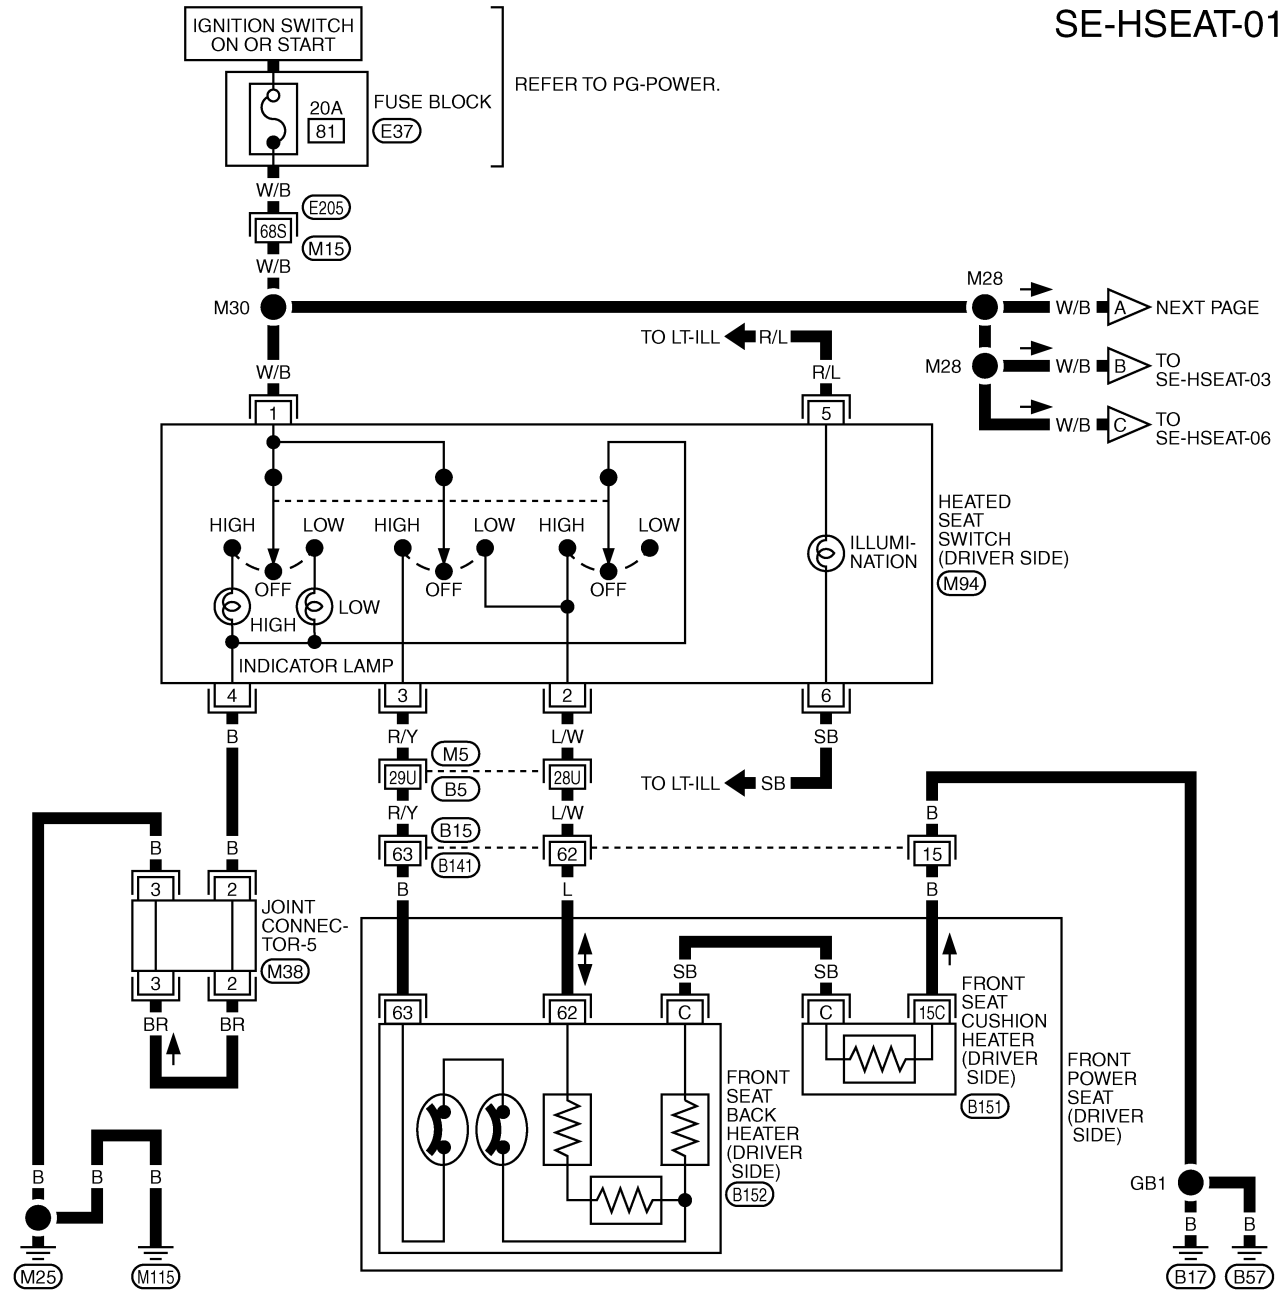 SE-HSEAT-01
IGNITION SWITCH
ON OR START
REFER TO PG-POWER.
20A
81
FUSE BLOCK
E37
W/B
E205
68S
M15
W/B
M30
M28
W/B
A
NEXT PAGE
TO LT-ILL
R/L
M28
W/B
B
TO
SE-HSEAT-03
W/B
R/L
W/B
C
TO
SE-HSEAT-06
1
5
HEATED
SEAT
SWITCH
(DRIVER SIDE)
M94
HIGH
LOW
HIGH
LOW
HIGH
LOW
ILLUMI-
NATION
OFF
OFF
OFF
HIGH
LOW
INDICATOR LAMP
4
3
2
6
B
R/Y
L/W
SB
M5
29U
28U
B5
TO LT-ILL
SB
R/Y
L/W
B
B15
63
62
15
B141
B
B
B
L
B
3
2
JOINT
CONNEC-
TOR-5
M38
3
2
BR
BR
SB
SB
63
62
C
C
15C
FRONT
SEAT
CUSHION
HEATER
(DRIVER
SIDE)
B151
FRONT
POWER
SEAT
(DRIVER
SIDE)
FRONT
SEAT
BACK
HEATER
(DRIVER
SIDE)
B152
B
B
B
GB1
B
B
M25
M115
B17
B57